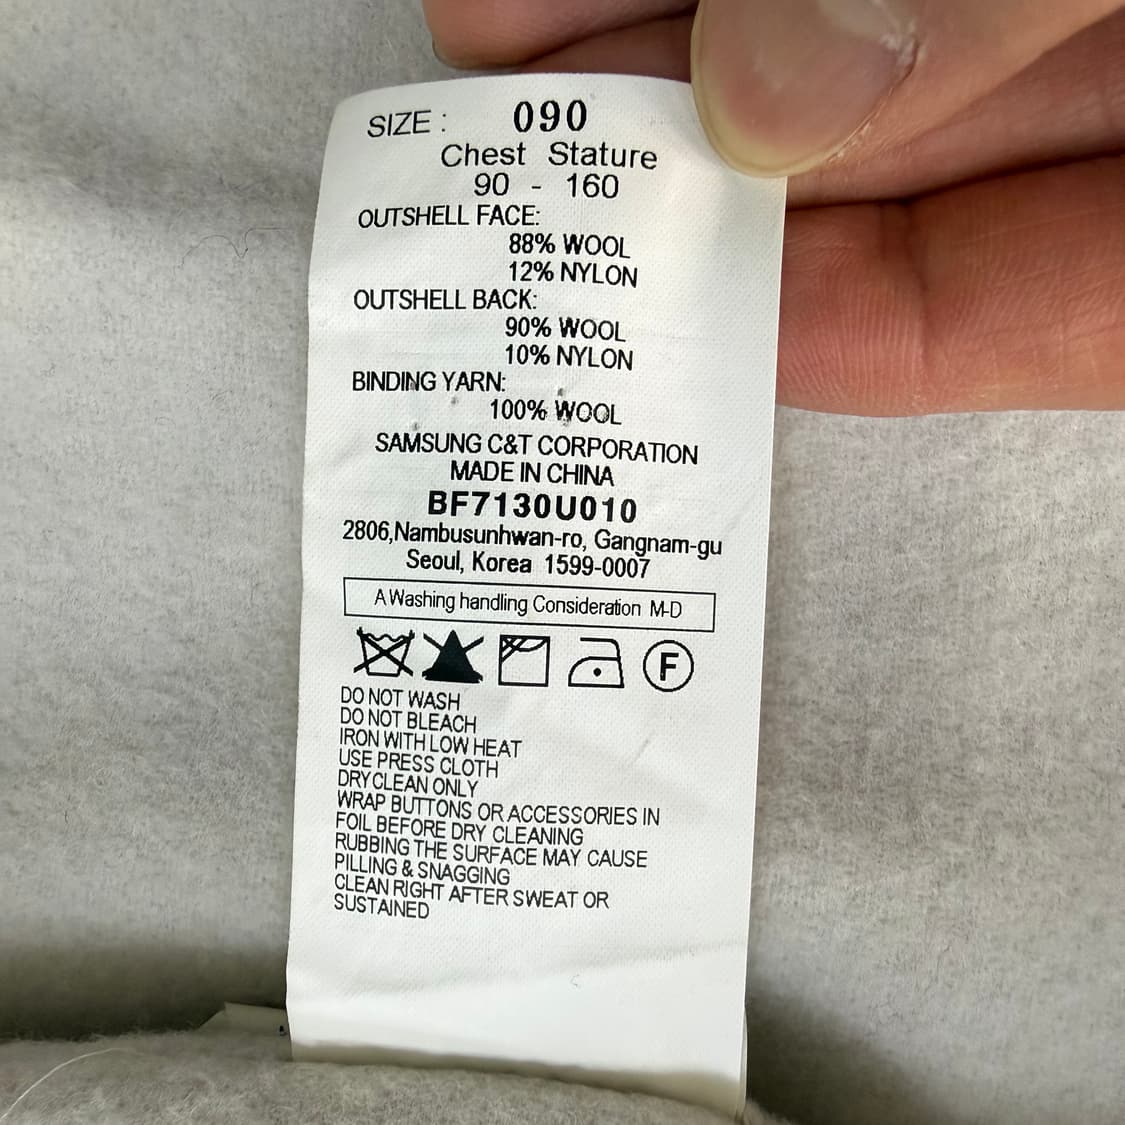 SIZE : 090
Chest Stature
90 - 160
OUTSHELL FACE:
88% WOOL
12% NYLON
OUTSHELL BACK:
90% WOOL
10% NYLON
BINDING YARN:
100% WOOL
SAMSUNG C&T CORPORATION
MADE IN CHINA
BF7130U010
2806,Nambusunhwan-ro, Gangnam-gu
Seoul, Korea 1599-0007
A Washing handling Consideration M-D
F
DO NOT WASH
DO NOT BLEACH
IRON WITH LOW HEAT
USE PRESS CLOTH
DRY CLEAN ONLY
WRAP BUTTONS OR ACCESSORIES IN
FOIL BEFORE DRY CLEANING
RUBBING THE SURFACE MAY CAUSE
PILLING & SNAGGING
CLEAN RIGHT AFTER SWEAT OR
SUSTAINED